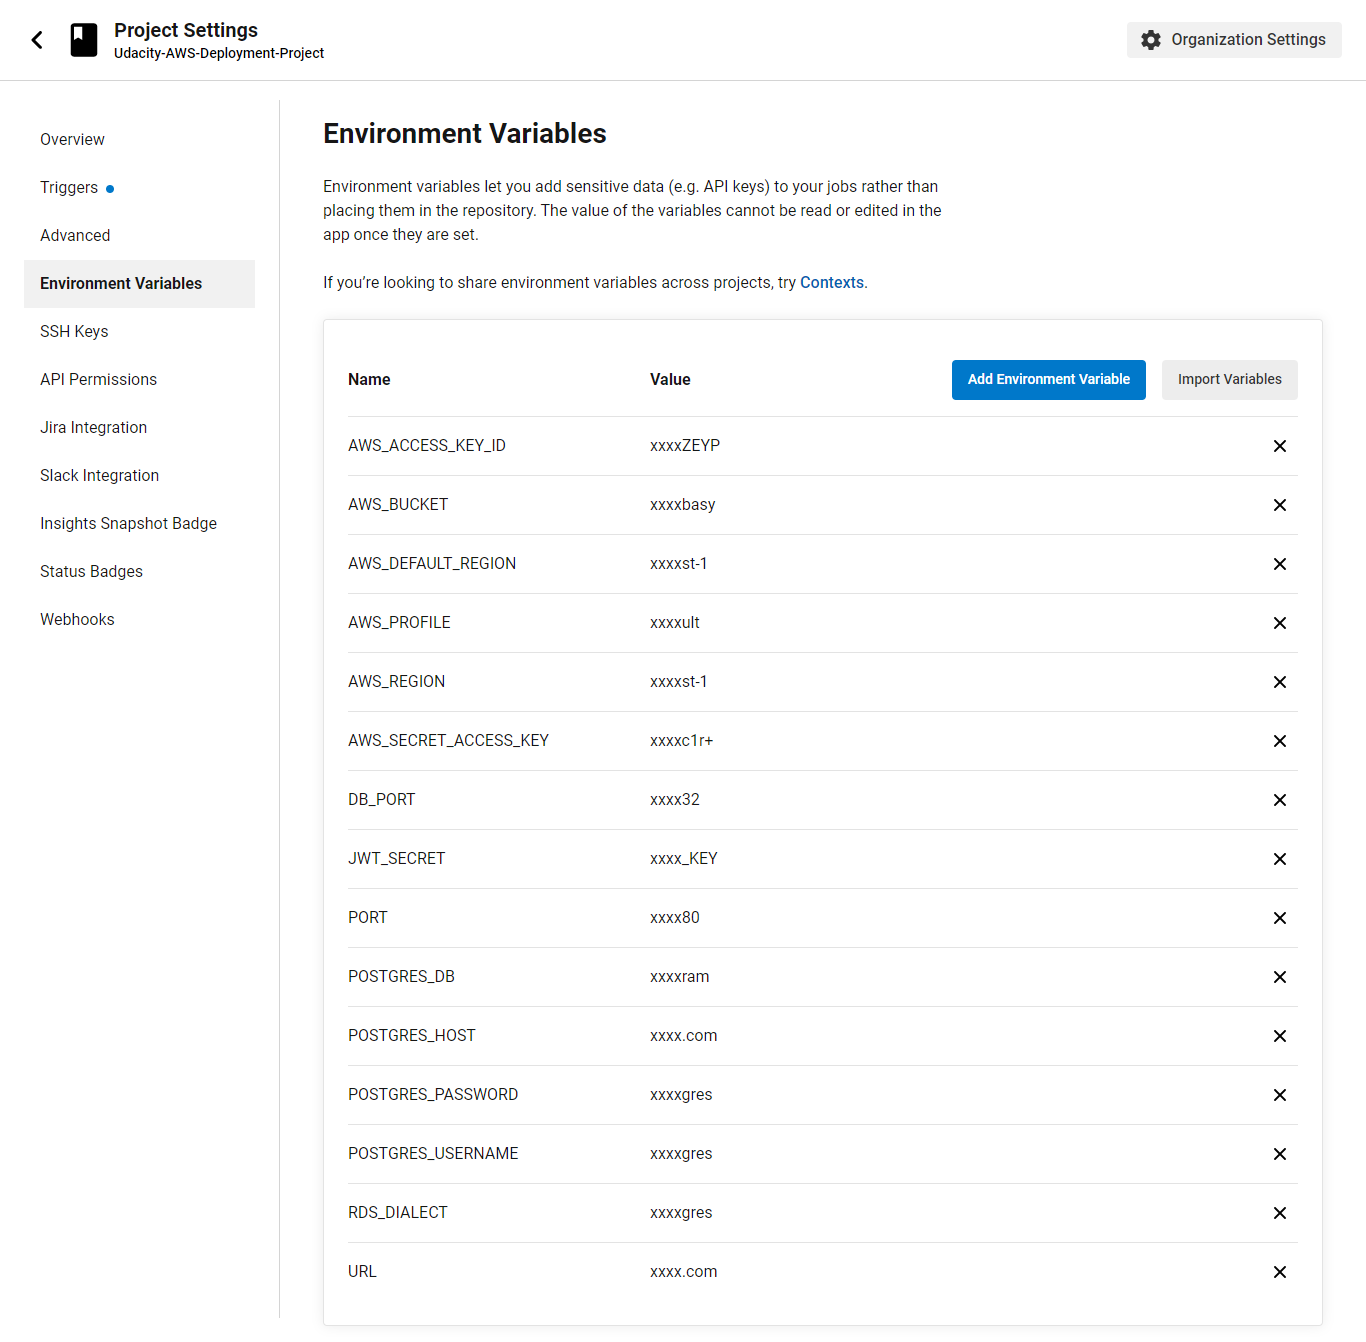 Project Settings
Udacity-AWS-Deployment-Project
Organization Settings
Overview
Triggers
Advanced
Environment Variables
SSH Keys
API Permissions
Jira Integration
Slack Integration
Insights Snapshot Badge
Status Badges
Webhooks
Environment Variables
Environment variables let you add sensitive data (e.g. API keys) to your jobs rather than
placing them in the repository. The value of the variables cannot be read or edited in the
app once they are set.
If you’re looking to share environment variables across projects, try Contexts.
Name Value Add Environment Variable Import Variables
AWS_ACCESS_KEY_ID xxxxZEYP
AWS_BUCKET xxxxbasy
AWS_DEFAULT_REGION xxxxst-1
AWS_PROFILE xxxxult
AWS_REGION xxxxst-1
AWS_SECRET_ACCESS_KEY xxxxc1r+
DB_PORT xxxx32
JWT_SECRET xxxx_KEY
PORT xxxx80
POSTGRES_DB xxxxram
POSTGRES_HOST xxxx.com
POSTGRES_PASSWORD xxxxgres
POSTGRES_USERNAME xxxxgres
RDS_DIALECT xxxxgres
URL xxxx.com